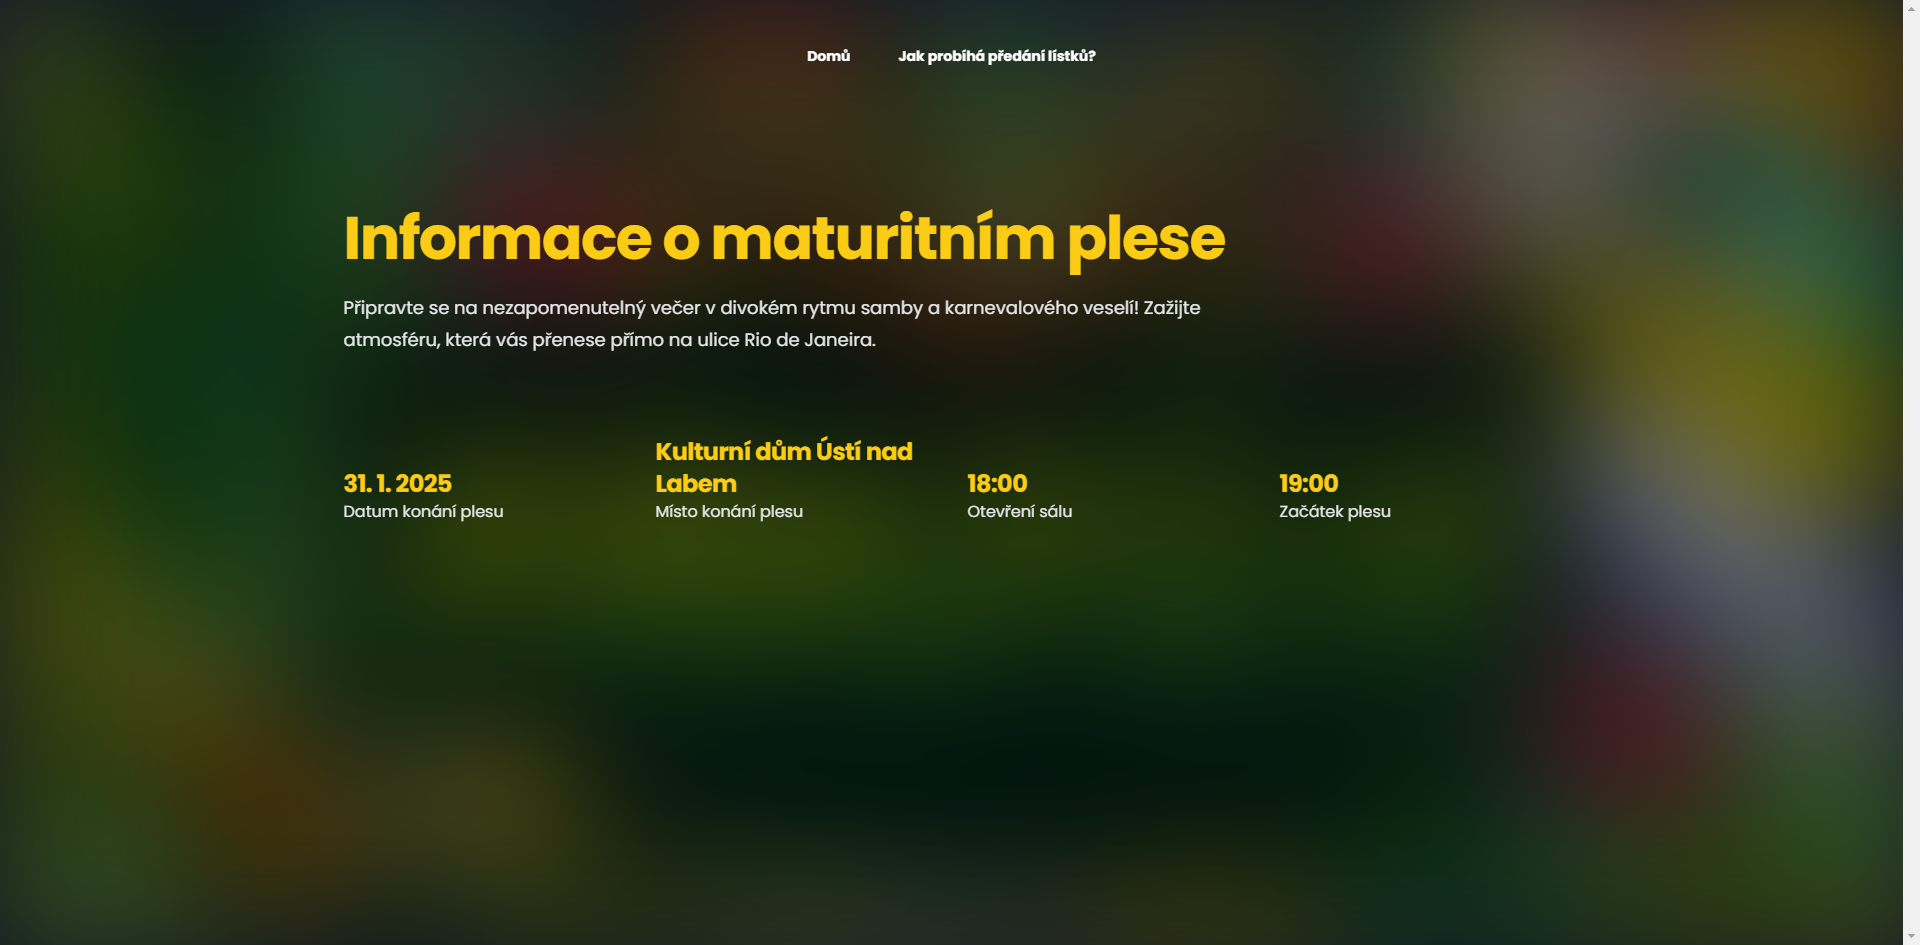 Domů
Jak probíhá předání lístků?
Informace o maturitním plese
Připravte se na nezapomenutelný večer v divokém rytmu samby a karnevalového veselí! Zažijte
atmosféru, která vás přenese přímo na ulice Rio de Janeira.
31. 1. 2025
Datum konání plesu
Kulturní dům Ústí nad
Labem
Místo konání plesu
18:00
Otevření sálu
19:00
Začátek plesu